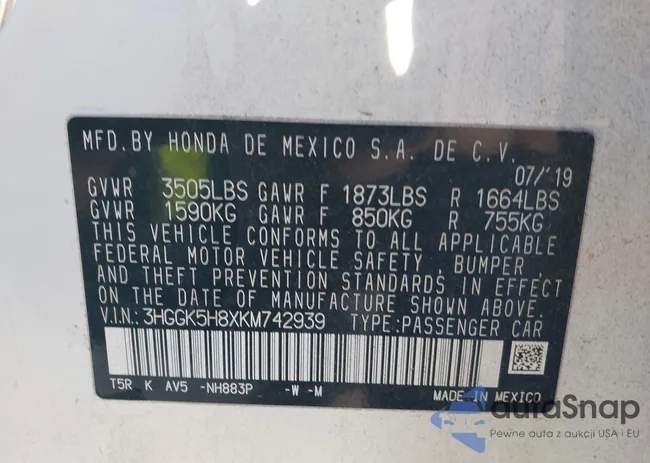 MFD. BY HONDA DE MEXICO S.A. DE C.V.
07/'19
GVWR 3505LBS GAWR F 1873LBS R 1664LBS
GVWR 1590KG GAWR F 850KG R 755KG
THIS VEHICLE CONFORMS TO ALL APPLICABLE
FEDERAL MOTOR VEHICLE SAFETY, BUMPER,
AND THEFT PREVENTION STANDARDS IN EFFECT
ON THE DATE OF MANUFACTURE SHOWN ABOVE.
V.I.N.: 3HGGK5H8XKM742939 TYPE:PASSENGER CAR
T5R K AV5 -NH883P -W -M
MADE IN MEXICO
autaSnap
Pewne auta z aukcji USA i EU